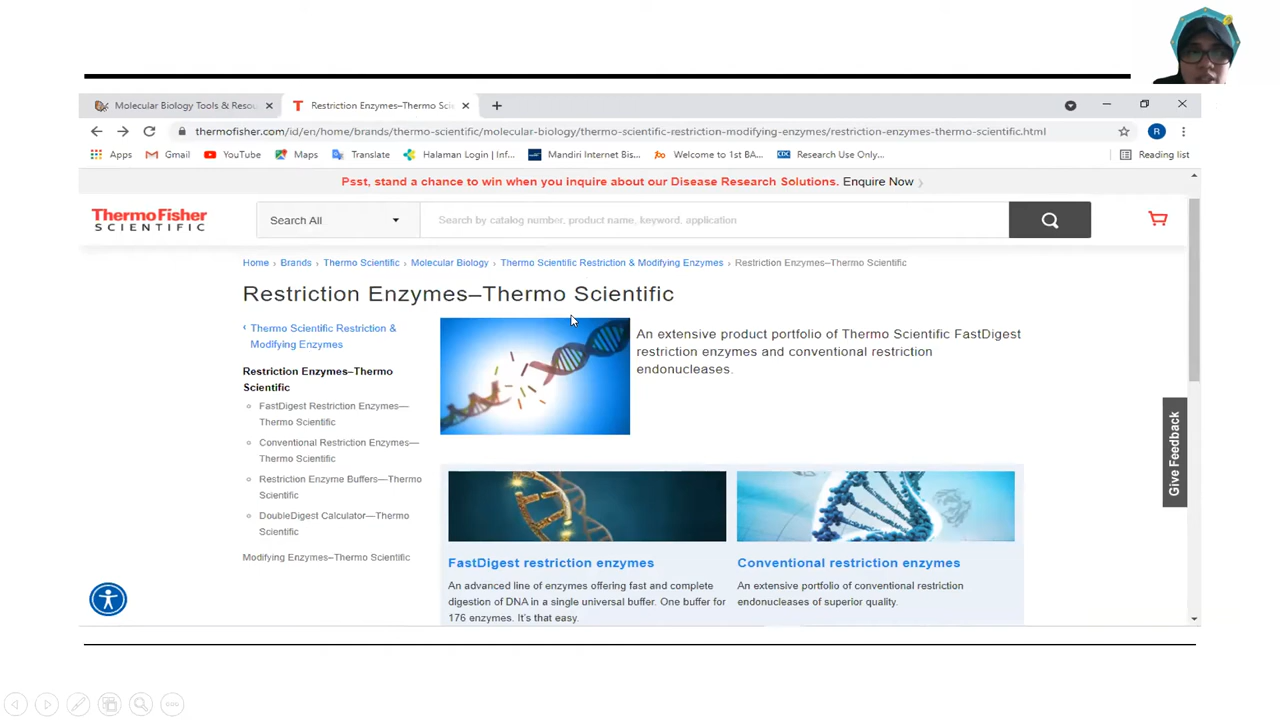 Molecular Biology Tools & Resou
Restriction Enzymes–Thermo Sci
thermofisher.com/id/en/home/brands/thermo-scientific/molecular-biology/thermo-scientific-restriction-modifying-enzymes/restriction-enzymes-thermo-scientific.html
R
Apps
Gmail
YouTube
Maps
Translate
Halaman Login | Inf...
Mandiri Internet Bis...
Welcome to 1st BA...
Research Use Only...
Reading list
Psst, stand a chance to win when you inquire about our Disease Research Solutions. Enquire Now
ThermoFisher
SCIENTIFIC
Search All
Search by catalog number, product name, keyword, application
Home › Brands › Thermo Scientific › Molecular Biology › Thermo Scientific Restriction & Modifying Enzymes › Restriction Enzymes–Thermo Scientific
Restriction Enzymes–Thermo Scientific
‹ Thermo Scientific Restriction &
Modifying Enzymes
Restriction Enzymes–Thermo
Scientific
FastDigest Restriction Enzymes—
Thermo Scientific
Conventional Restriction Enzymes—
Thermo Scientific
Restriction Enzyme Buffers—Thermo
Scientific
DoubleDigest Calculator—Thermo
Scientific
Modifying Enzymes–Thermo Scientific
An extensive product portfolio of Thermo Scientific FastDigest
restriction enzymes and conventional restriction
endonucleases.
FastDigest restriction enzymes
An advanced line of enzymes offering fast and complete
digestion of DNA in a single universal buffer. One buffer for
176 enzymes. It's that easy.
Conventional restriction enzymes
An extensive portfolio of conventional restriction
endonucleases of superior quality.
Give Feedback